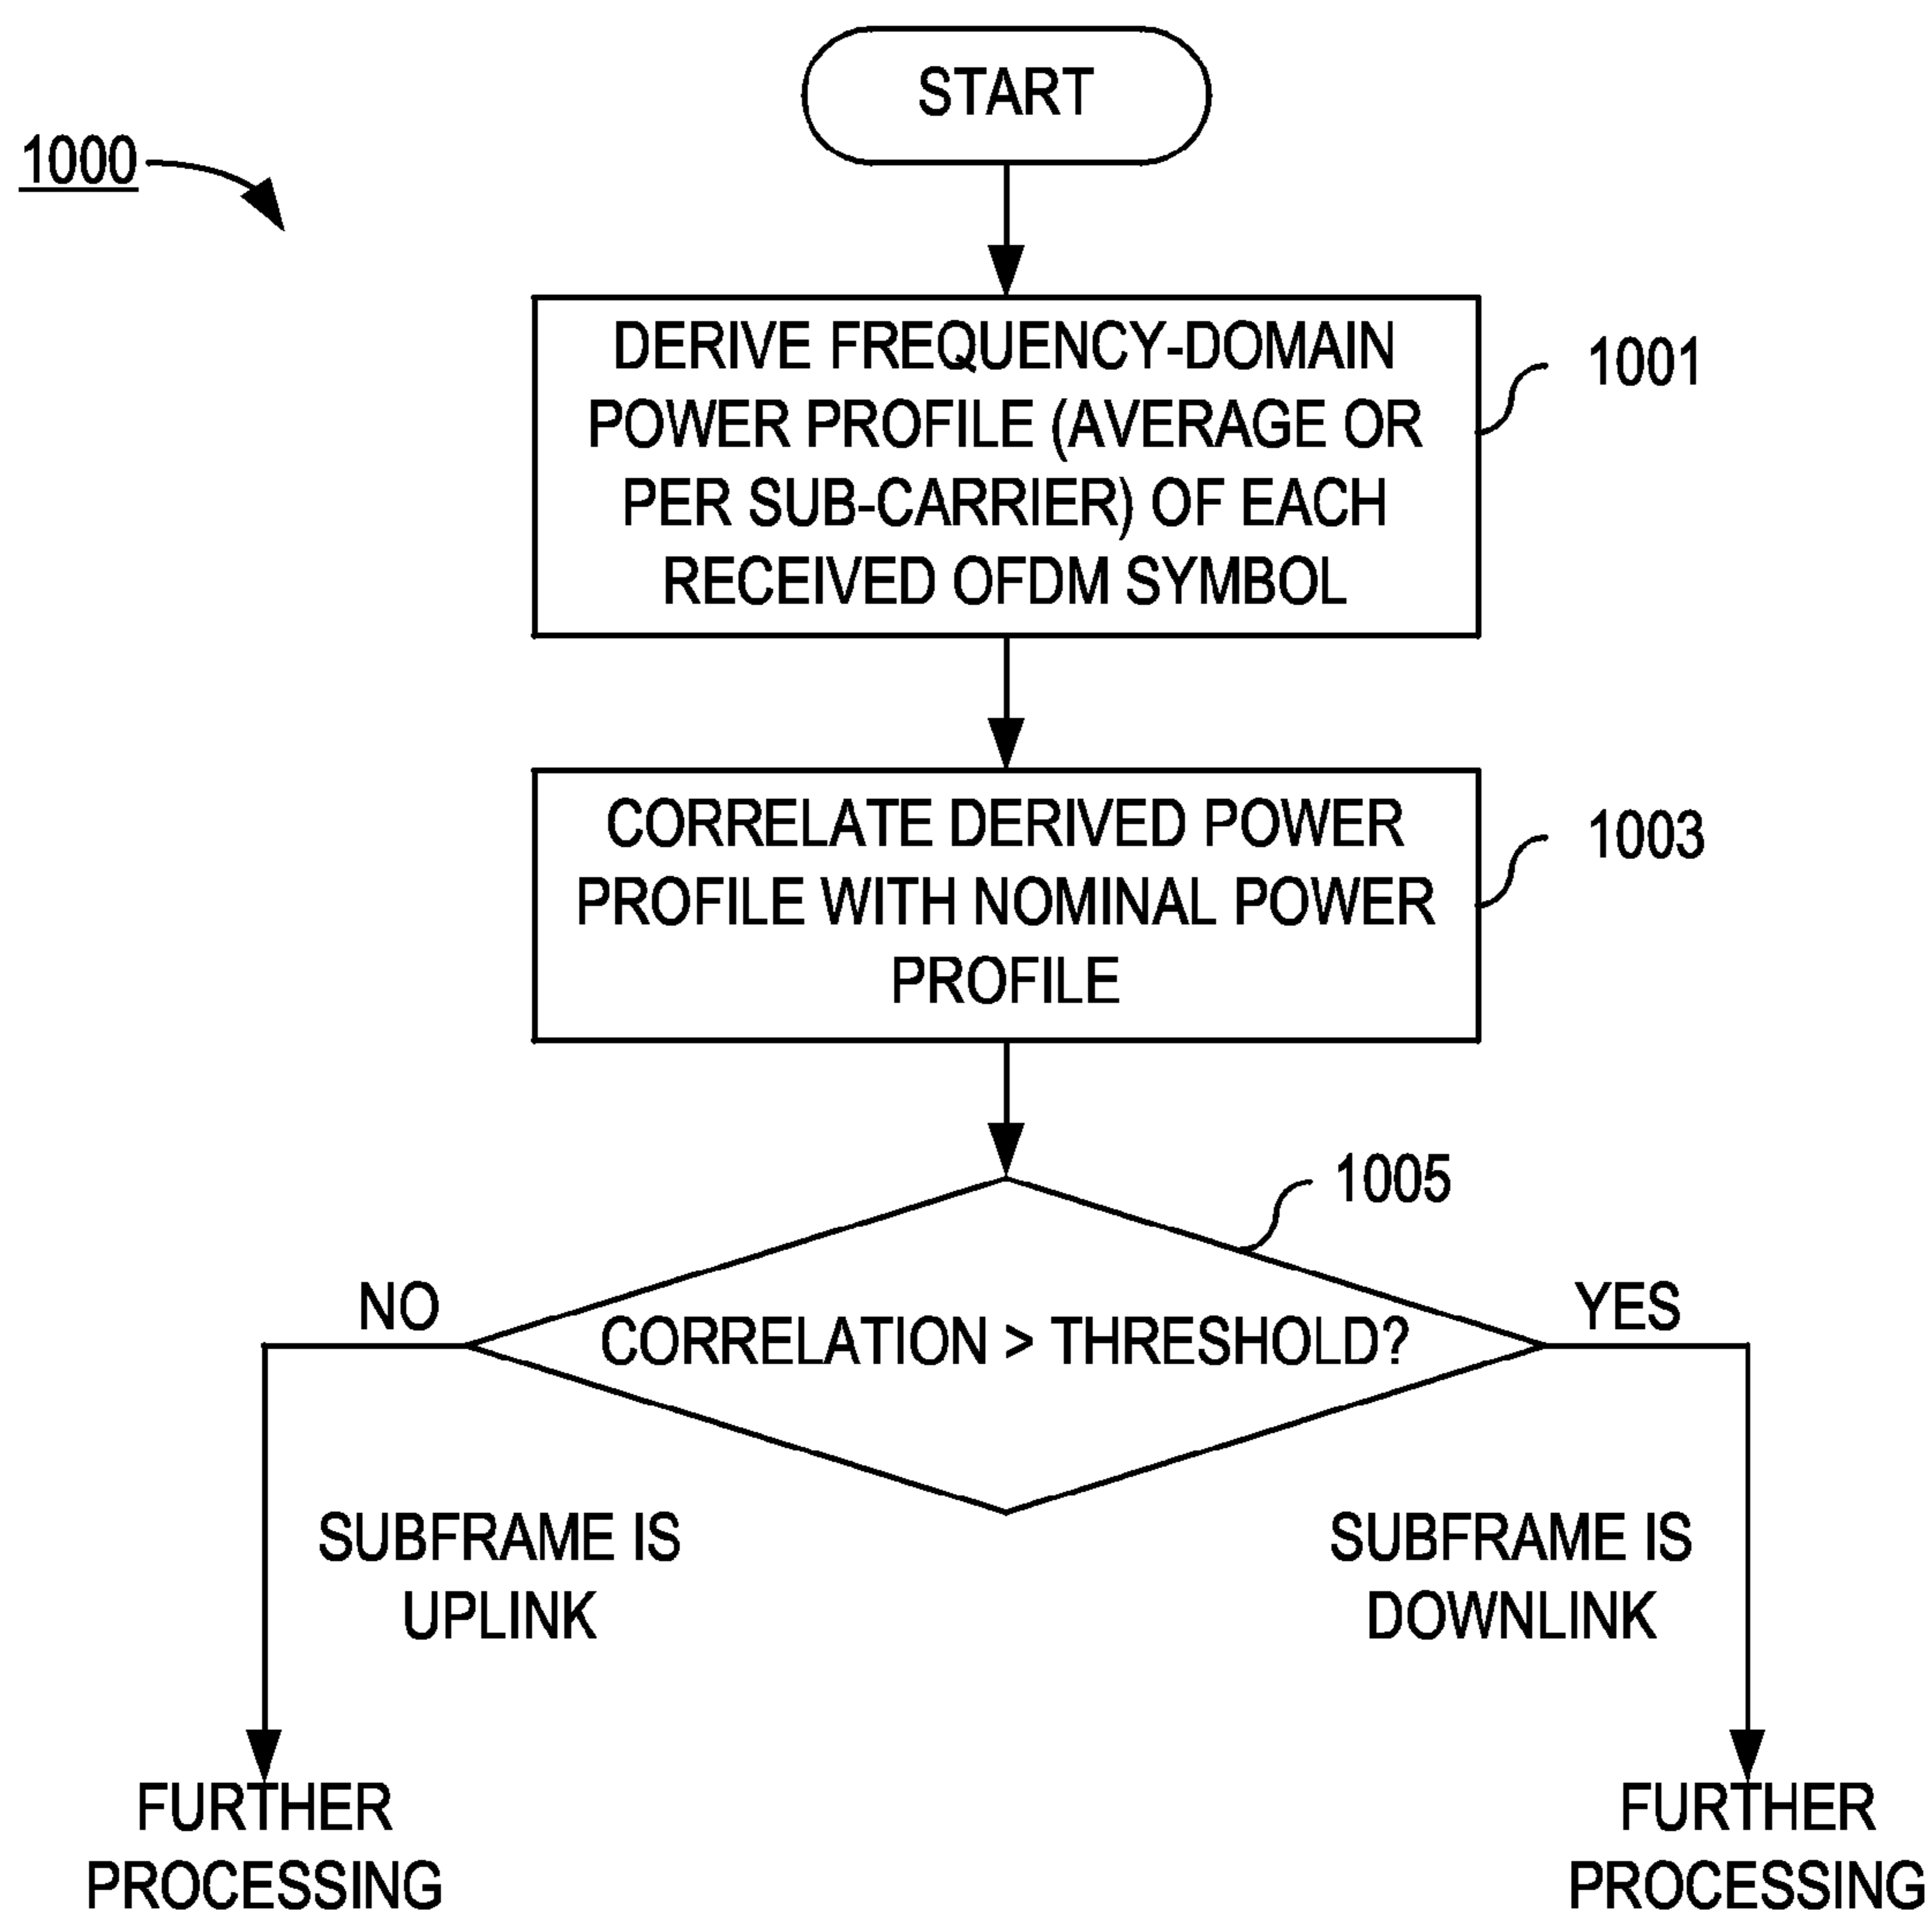 START
1000
DERIVE FREQUENCY-DOMAIN
POWER PROFILE (AVERAGE OR
PER SUB-CARRIER) OF EACH
RECEIVED OFDM SYMBOL
1001
CORRELATE DERIVED POWER
PROFILE WITH NOMINAL POWER
PROFILE
1003
1005
CORRELATION > THRESHOLD?
NO
YES
SUBFRAME IS
UPLINK
SUBFRAME IS
DOWNLINK
FURTHER
PROCESSING
FURTHER
PROCESSING